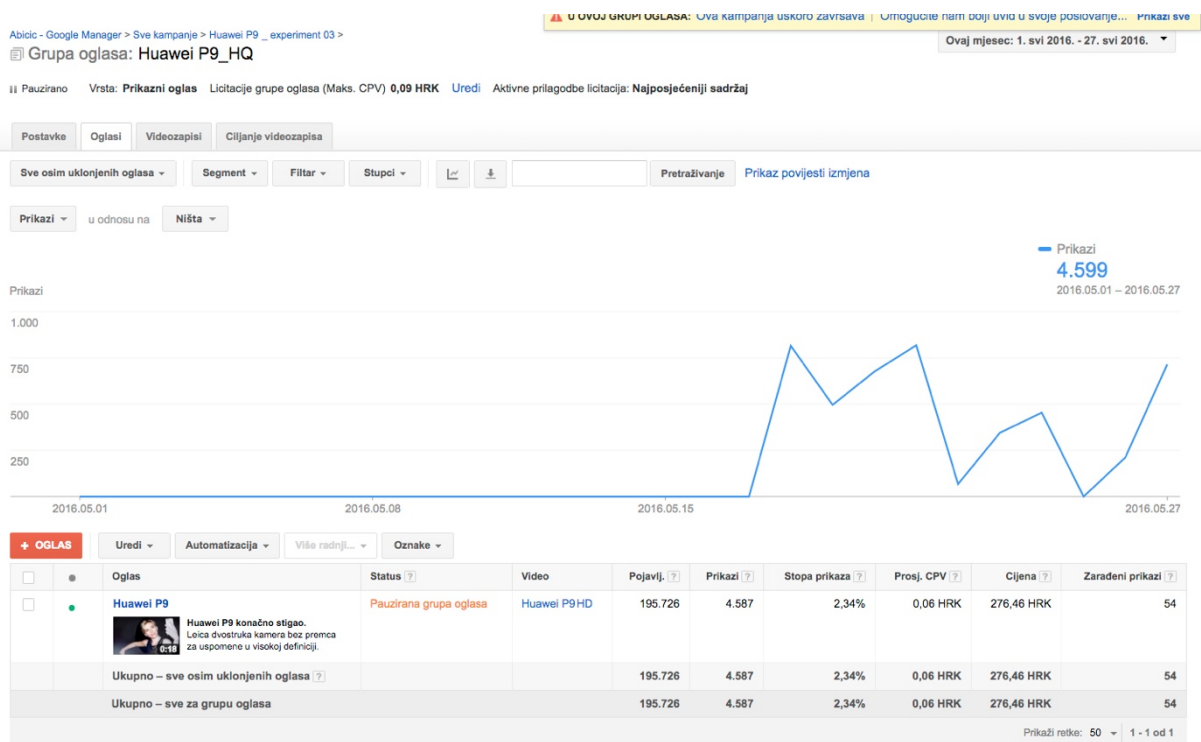 U OVOJ GRUPI OGLASA: Ova kampanja uskoro završava | Omogućite nam bolji uvid u svoje poslovanje... Prikaži sve
Abicic - Google Manager > Sve kampanje > Huawei P9 _ experiment 03 >
Grupa oglasa: Huawei P9_HQ
Ovaj mjesec: 1. svi 2016. - 27. svi 2016.
Pauzirano Vrsta: Prikazni oglas Licitacije grupe oglasa (Maks. CPV) 0,09 HRK Uredi Aktivne prilagodbe licitacija: Najposjećeniji sadržaj
Postavke Oglasi Videozapisi Ciljanje videozapisa
Sve osim uklonjenih oglasa Segment Filtar Stupci Pretraživanje Prikaz povijesti izmjena
Prikazi u odnosu na Ništa
Prikazi
4.599
2016.05.01 – 2016.05.27
Prikazi
1.000
750
500
250
2016.05.01 2016.05.08 2016.05.15 2016.05.27
+ OGLAS Uredi Automatizacija Više radnji... Oznake
Oglas Status ? Video Pojavlj. ? Prikazi ? Stopa prikaza ? Prosj. CPV ? Cijena ? Zarađeni prikazi ?
Huawei P9 Pauzirana grupa oglasa Huawei P9 HD 195.726 4.587 2,34% 0,06 HRK 276,46 HRK 54
Huawei P9 konačno stigao.
Leica dvostruka kamera bez premca
za uspomene u visokoj definiciji.
0:18
Ukupno – sve osim uklonjenih oglasa ? 195.726 4.587 2,34% 0,06 HRK 276,46 HRK 54
Ukupno – sve za grupu oglasa 195.726 4.587 2,34% 0,06 HRK 276,46 HRK 54
Prikaži retke: 50 1 - 1 od 1